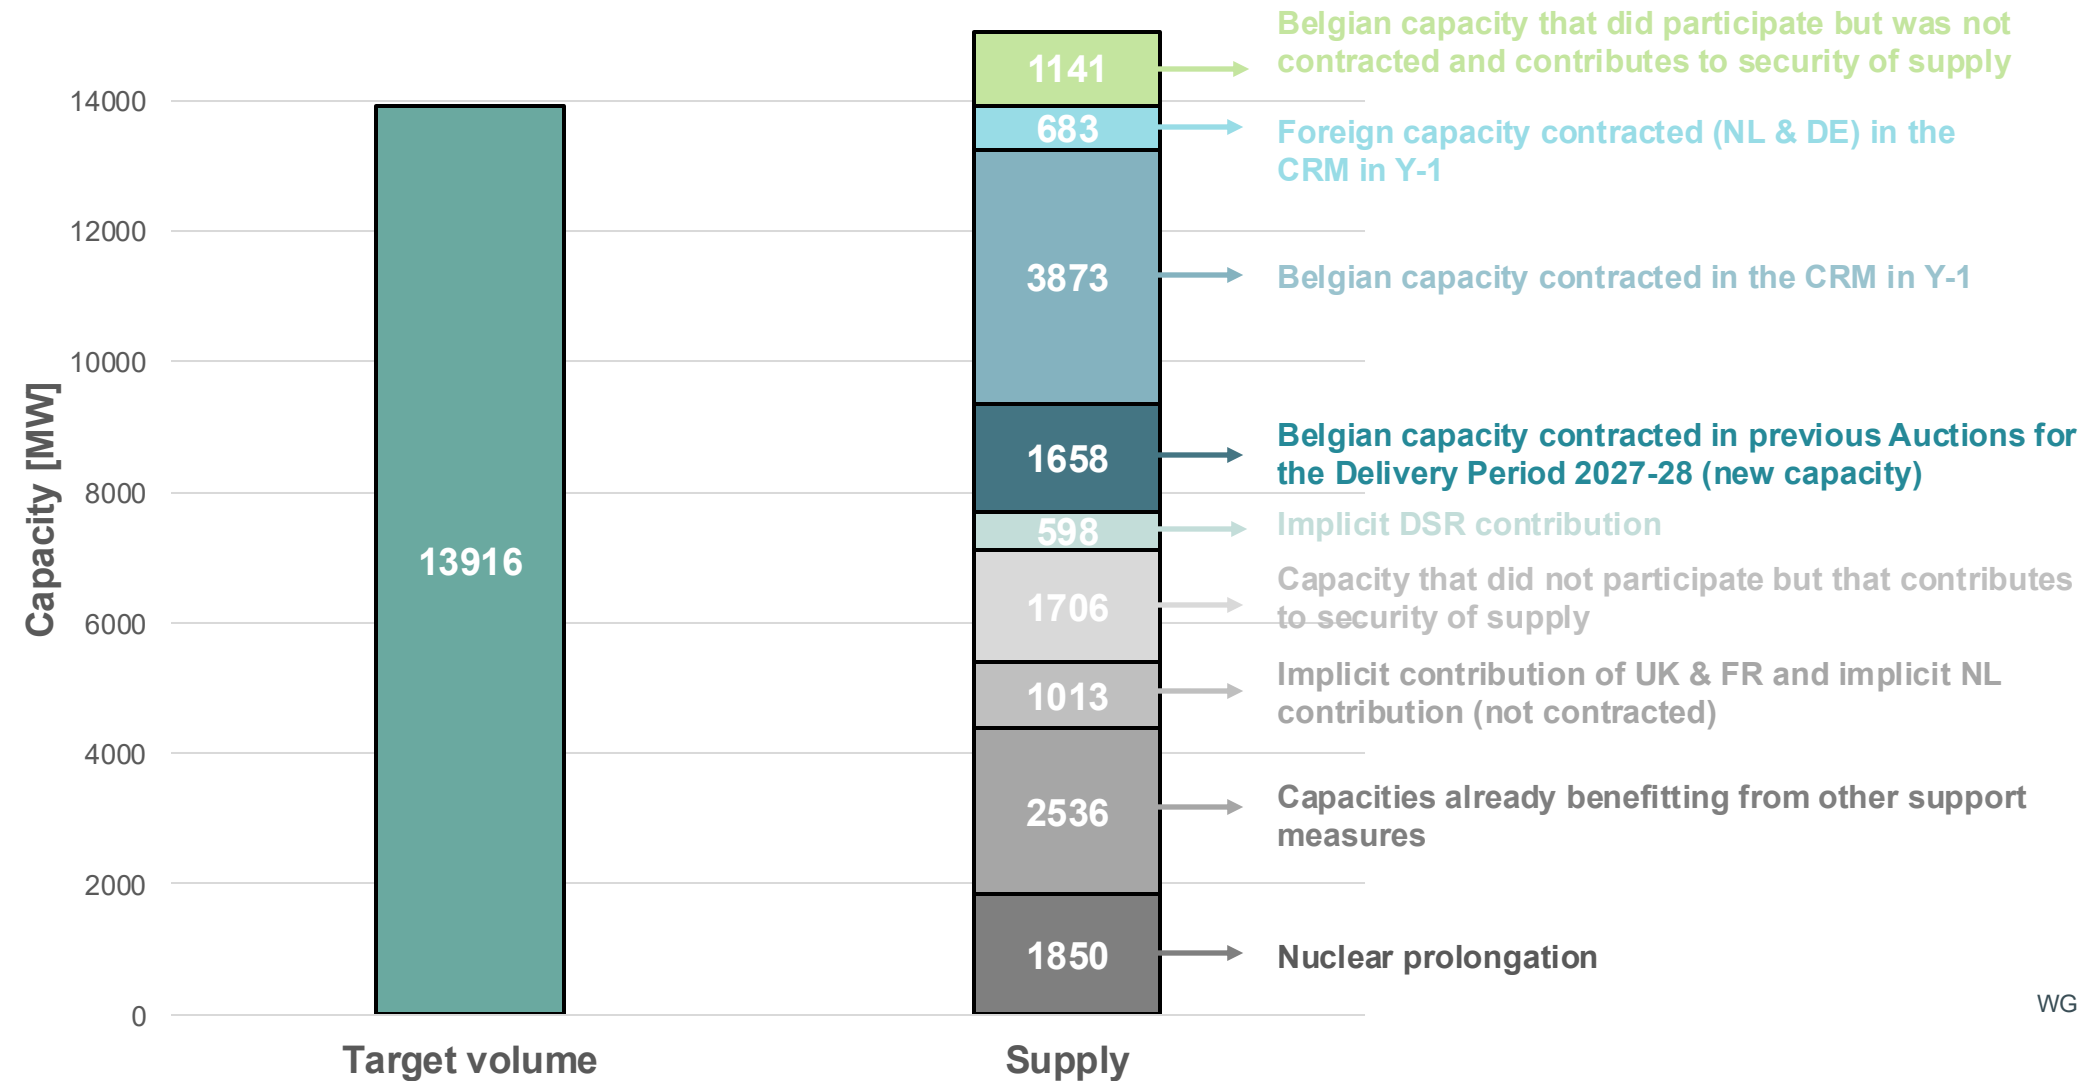 Belgian capacity that did participate but was not
contracted and contributes to security of supply
1141
14000
683
Foreign capacity contracted (NL & DE) in the
CRM in Y-1
12000
3873
Belgian capacity contracted in the CRM in Y-1
10000
Capacity [MW]
1658
Belgian capacity contracted in previous Auctions for
the Delivery Period 2027-28 (new capacity)
8000
598
Implicit DSR contribution
13916
1706
Capacity that did not participate but that contributes
to security of supply
6000
1013
Implicit contribution of UK & FR and implicit NL
contribution (not contracted)
4000
2536
Capacities already benefitting from other support
measures
2000
1850
Nuclear prolongation
0
WG
Target volume
Supply